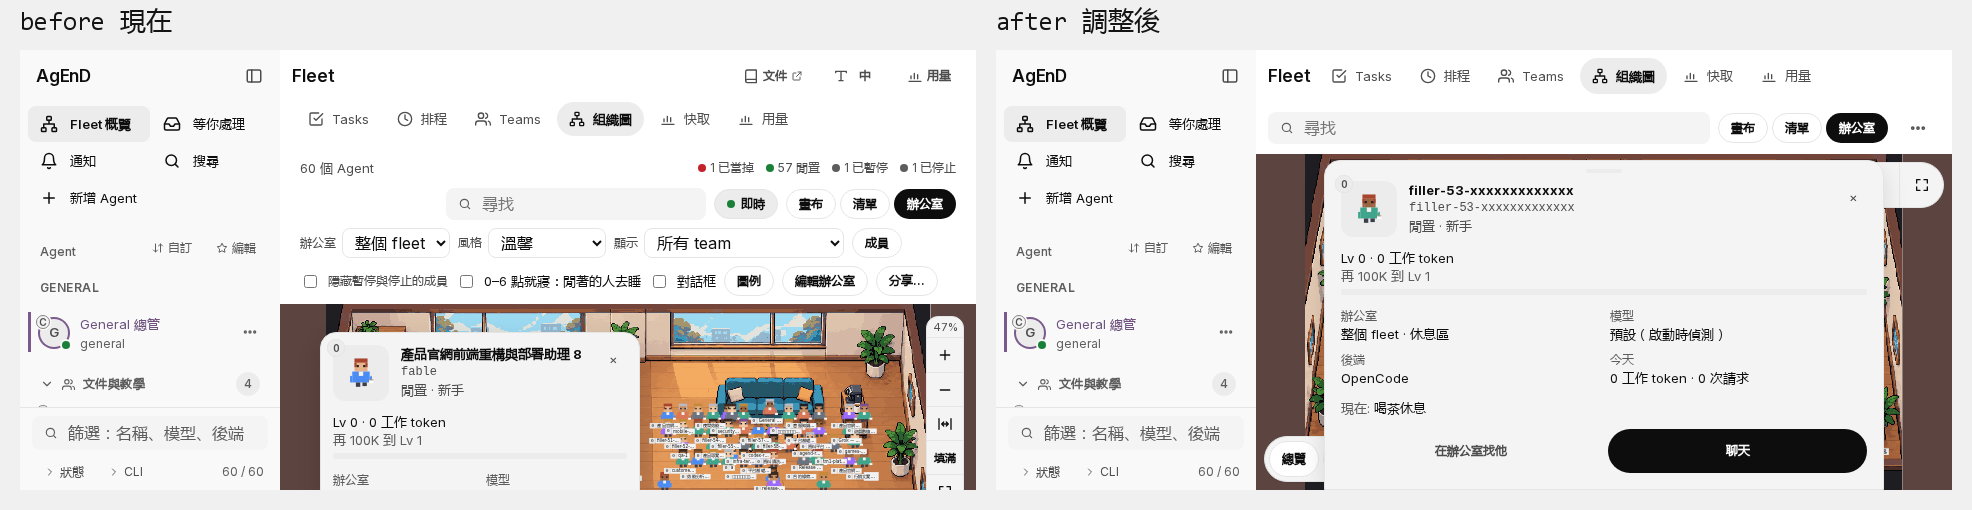 before 現在
AgEnD
Fleet 概覽
等你處理
通知
搜尋
新增 Agent
Agent
自訂
編輯
GENERAL
C
G
General 總管
general
文件與教學
4
篩選：名稱、模型、後端
狀態
CLI
60 / 60
Fleet
文件
中
用量
Tasks
排程
Teams
組織圖
快取
用量
60 個 Agent
1 已當掉
57 閒置
1 已暫停
1 已停止
尋找
即時
畫布
清單
辦公室
辦公室
整個 fleet
風格
溫馨
顯示
所有 team
成員
隱藏暫停與停止的成員
0–6 點就寢：閒著的人去睡
對話框
圖例
編輯辦公室
分享…
0
產品官網前端重構與部署助理 8
fable
閒置 · 新手
×
Lv 0 · 0 工作 token
再 100K 到 Lv 1
辦公室
模型
47%
填滿
after 調整後
AgEnD
Fleet 概覽
等你處理
通知
搜尋
新增 Agent
Agent
自訂
編輯
GENERAL
C
G
General 總管
general
文件與教學
4
篩選：名稱、模型、後端
狀態
CLI
60 / 60
Fleet
Tasks
排程
Teams
組織圖
快取
用量
尋找
畫布
清單
辦公室
0
filler-53-xxxxxxxxxxxxx
filler-53-xxxxxxxxxxxxx
閒置 · 新手
×
Lv 0 · 0 工作 token
再 100K 到 Lv 1
辦公室
整個 fleet · 休息區
模型
預設（啟動時偵測）
後端
OpenCode
今天
0 工作 token · 0 次請求
現在: 喝茶休息
在辦公室找他
聊天
總覽